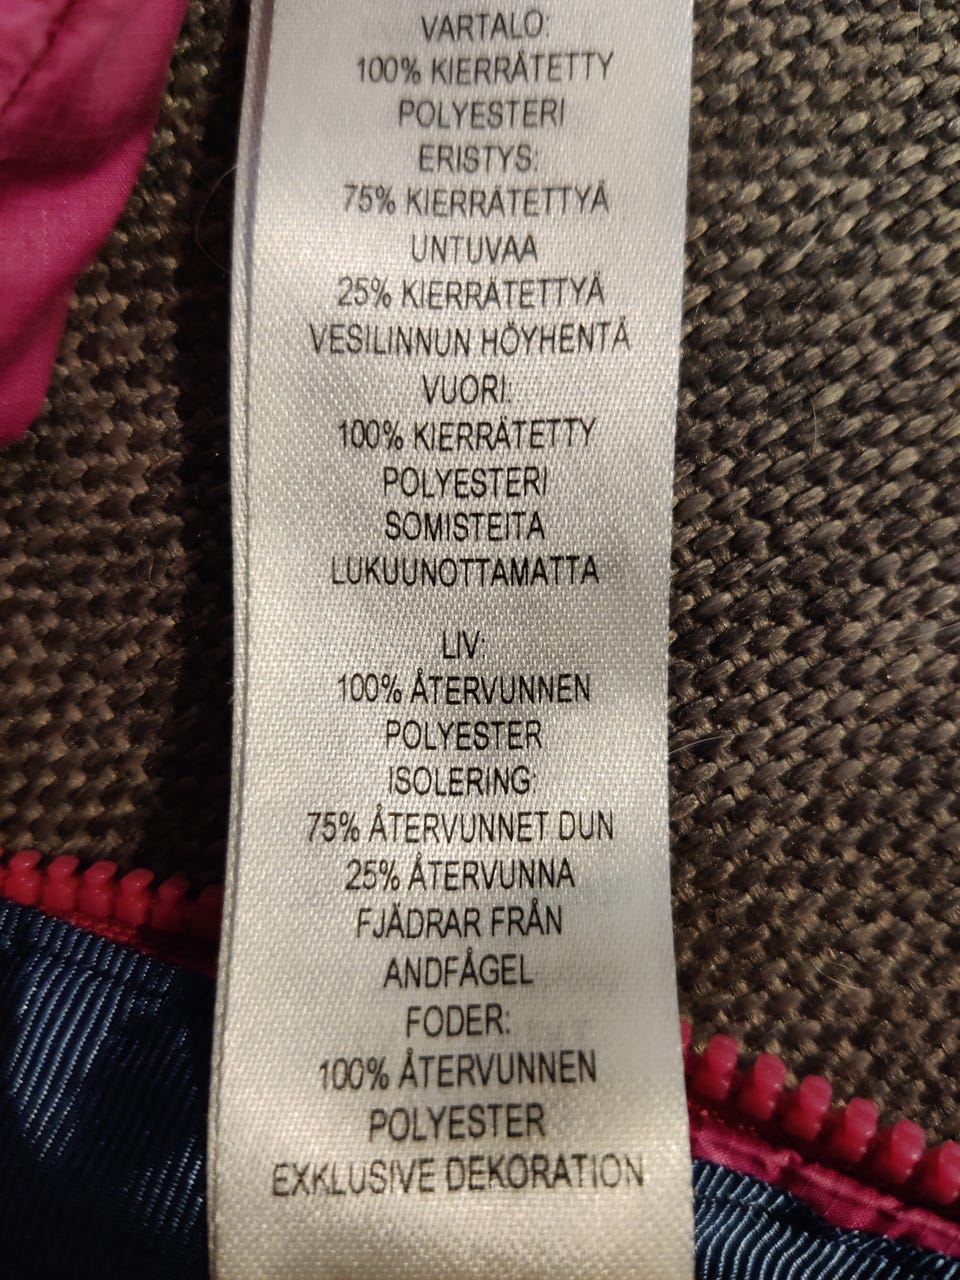 VARTALO:
100% KIERRÄTETTY
POLYESTERI
ERISTYS:
75% KIERRÄTETTYÄ
UNTUVAA
25% KIERRÄTETTYÄ
VESILINNUN HÖYHENTÄ
VUORI:
100% KIERRÄTETTY
POLYESTERI
SOMISTEITA
LUKUUNOTTAMATTA
LIV:
100% ÅTERVUNNEN
POLYESTER
ISOLERING:
75% ÅTERVUNNET DUN
25% ÅTERVUNNA
FJÄDRAR FRÅN
ANDFÅGEL
FODER:
100% ÅTERVUNNEN
POLYESTER
EXKLUSIVE DEKORATION